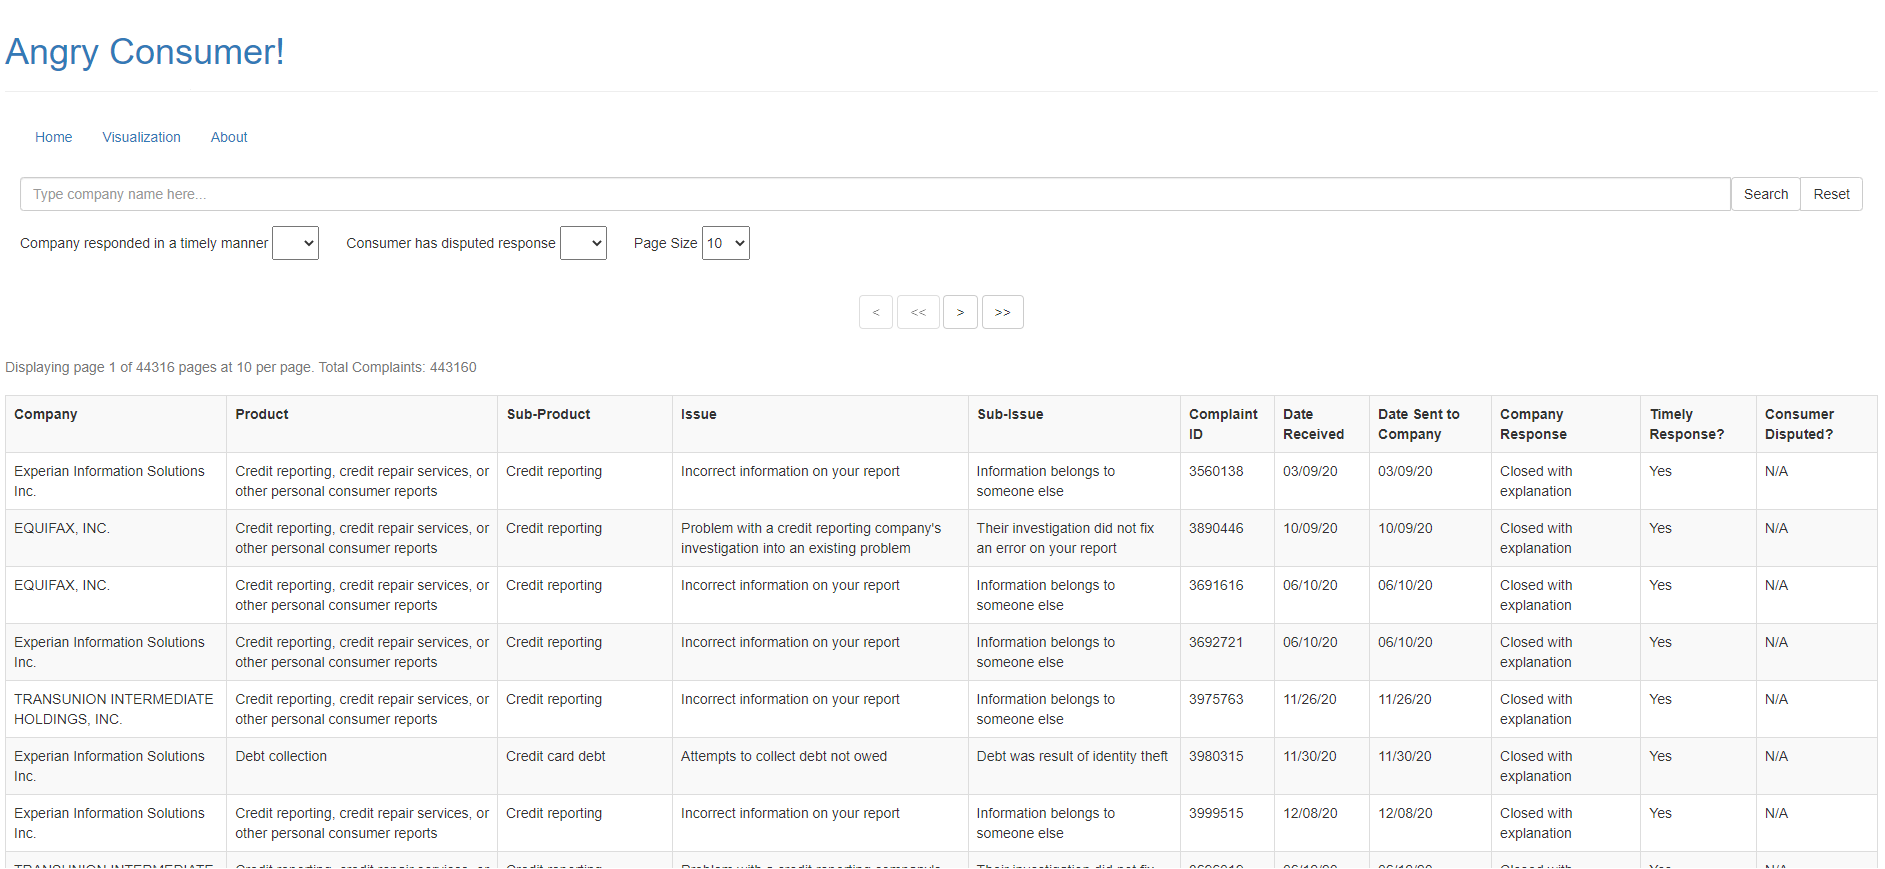 Angry Consumer!
Home Visualization About
Type company name here... Search Reset
Company responded in a timely manner Consumer has disputed response Page Size 10
< << > >>
Displaying page 1 of 44316 pages at 10 per page. Total Complaints: 443160
Company Product Sub-Product Issue Sub-Issue Complaint ID Date Received Date Sent to Company Company Response Timely Response? Consumer Disputed?
Experian Information Solutions Inc. Credit reporting, credit repair services, or other personal consumer reports Credit reporting Incorrect information on your report Information belongs to someone else 3560138 03/09/20 03/09/20 Closed with explanation Yes N/A
EQUIFAX, INC. Credit reporting, credit repair services, or other personal consumer reports Credit reporting Problem with a credit reporting company's investigation into an existing problem Their investigation did not fix an error on your report 3890446 10/09/20 10/09/20 Closed with explanation Yes N/A
EQUIFAX, INC. Credit reporting, credit repair services, or other personal consumer reports Credit reporting Incorrect information on your report Information belongs to someone else 3691616 06/10/20 06/10/20 Closed with explanation Yes N/A
Experian Information Solutions Inc. Credit reporting, credit repair services, or other personal consumer reports Credit reporting Incorrect information on your report Information belongs to someone else 3692721 06/10/20 06/10/20 Closed with explanation Yes N/A
TRANSUNION INTERMEDIATE HOLDINGS, INC. Credit reporting, credit repair services, or other personal consumer reports Credit reporting Incorrect information on your report Information belongs to someone else 3975763 11/26/20 11/26/20 Closed with explanation Yes N/A
Experian Information Solutions Inc. Debt collection Credit card debt Attempts to collect debt not owed Debt was result of identity theft 3980315 11/30/20 11/30/20 Closed with explanation Yes N/A
Experian Information Solutions Inc. Credit reporting, credit repair services, or other personal consumer reports Credit reporting Incorrect information on your report Information belongs to someone else 3999515 12/08/20 12/08/20 Closed with explanation Yes N/A